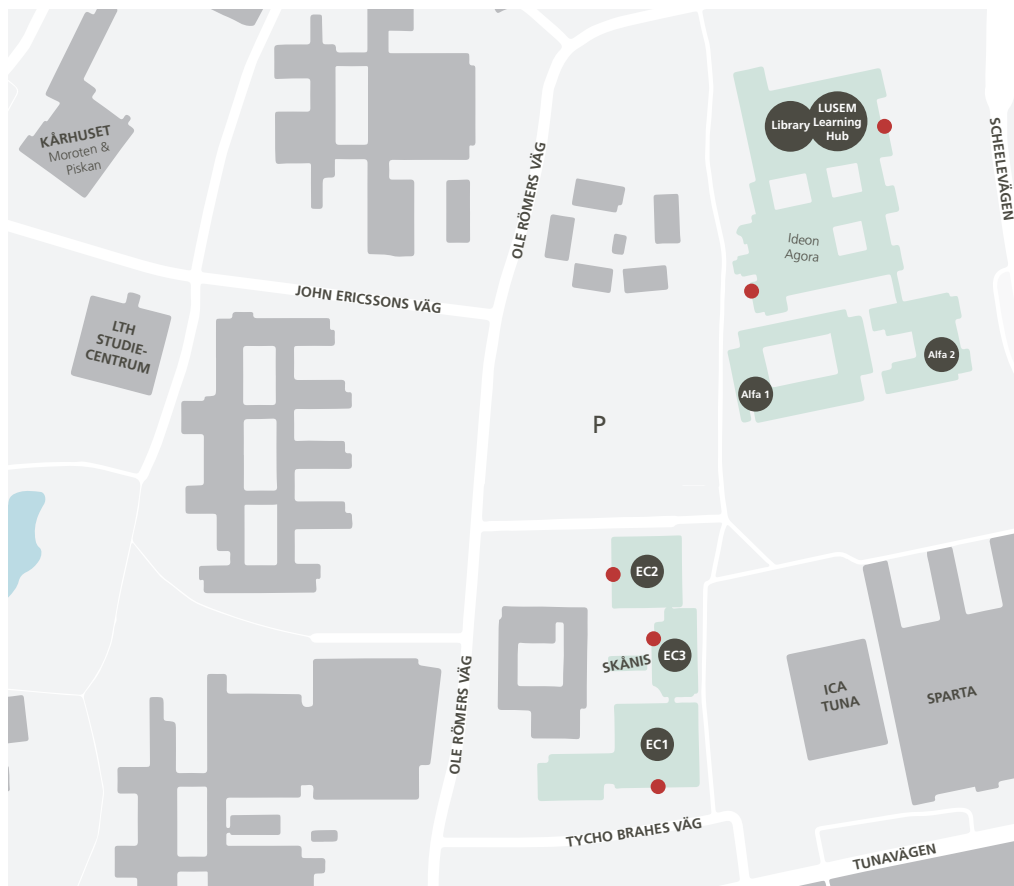 KÅRHUSET
Moroten &
Piskan
LUSEM
Learning
Hub
Library
SCHEELEVÄGEN
OLE RÖMERS VÄG
Ideon
Agora
JOHN ERICSSONS VÄG
LTH
STUDIE-
CENTRUM
Alfa 2
Alfa 1
P
EC2
EC3
SKÅNIS
OLE RÖMERS VÄG
ICA
TUNA
SPARTA
EC1
TYCHO BRAHES VÄG
TUNAVÄGEN